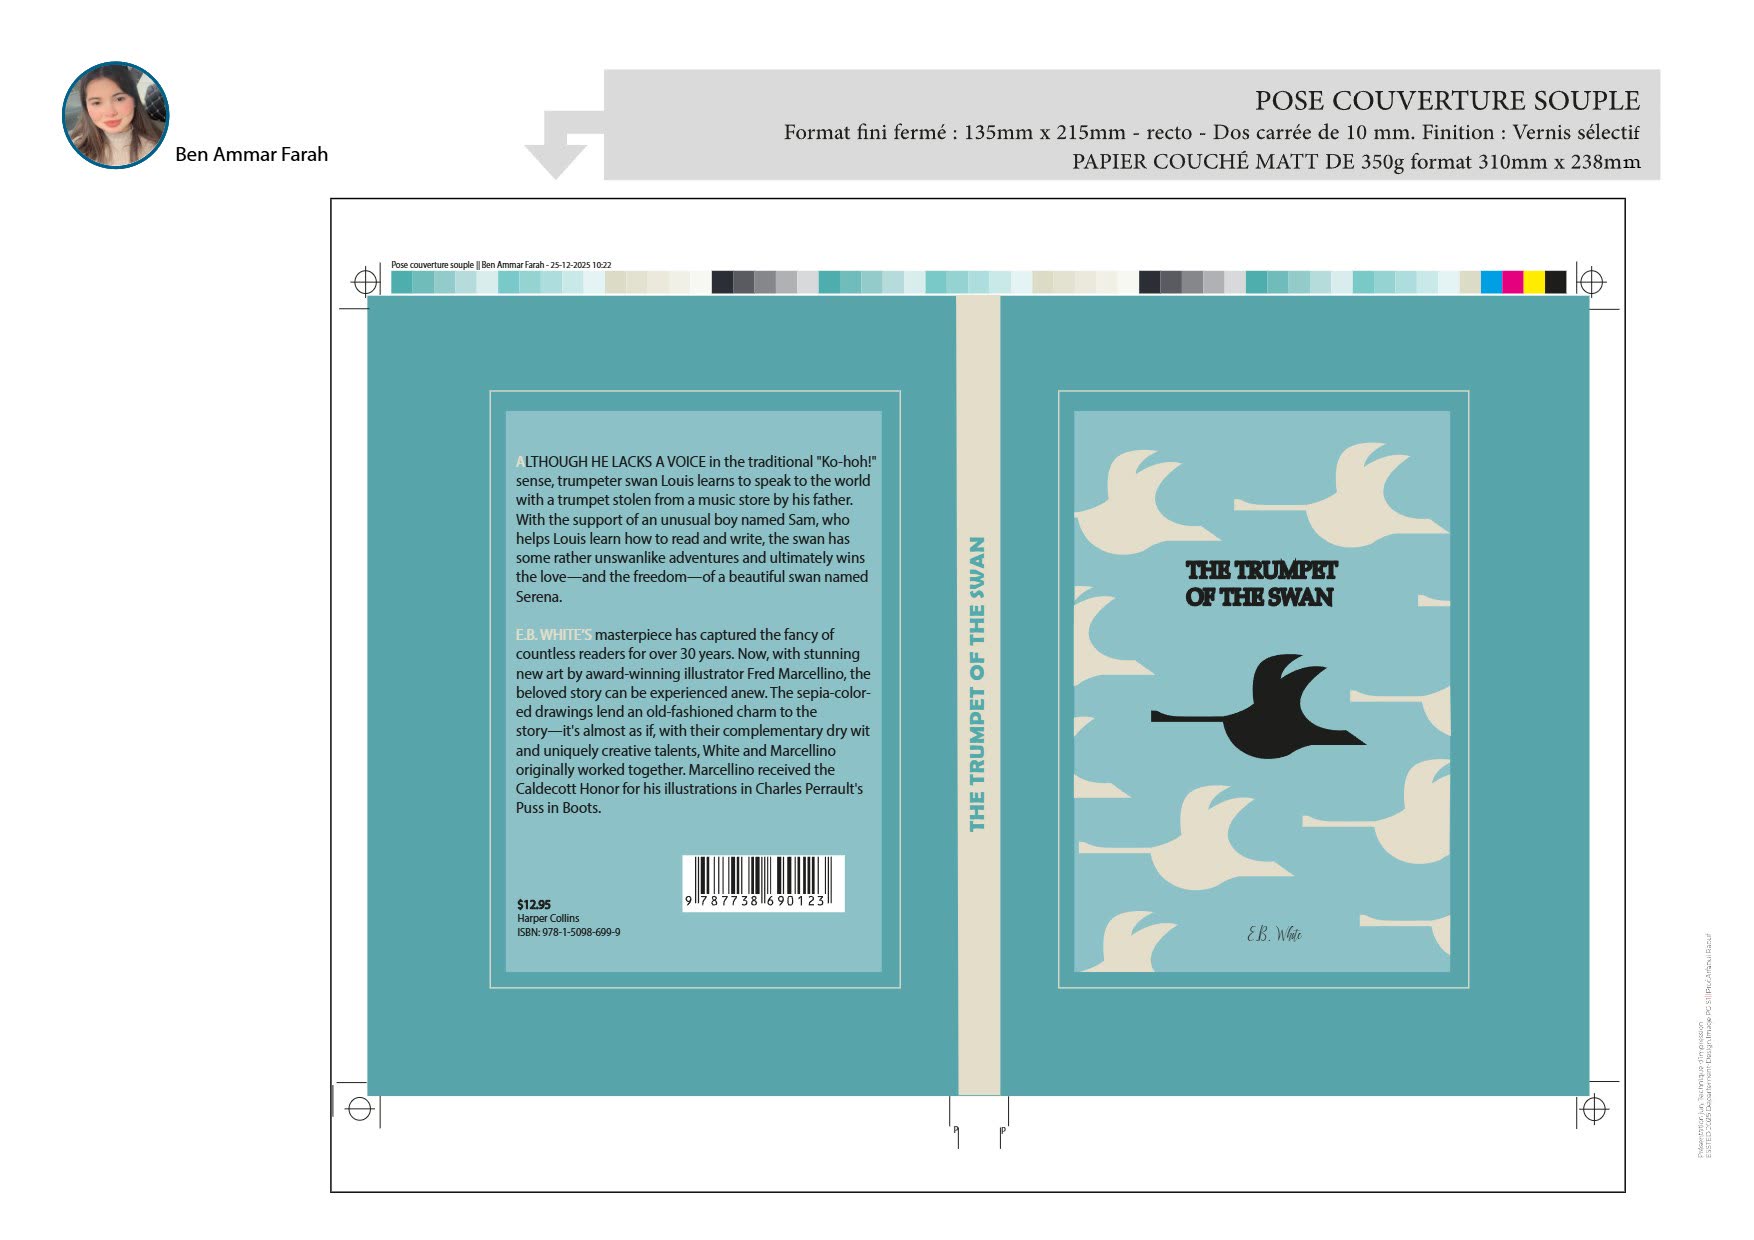 Ben Ammar Farah
POSE COUVERTURE SOUPLE
Format fini fermé : 135mm x 215mm - recto - Dos carrée de 10 mm. Finition : Vernis sélectif
PAPIER COUCHÉ MATT DE 350g format 310mm x 238mm
Pose couverture souple || Ben Ammar Farah - 25-12-2025 10:22
ALTHOUGH HE LACKS A VOICE in the traditional "Ko-hoh!"
sense, trumpeter swan Louis learns to speak to the world
with a trumpet stolen from a music store by his father.
With the support of an unusual boy named Sam, who
helps Louis learn how to read and write, the swan has
some rather unswanlike adventures and ultimately wins
the love—and the freedom—of a beautiful swan named
Serena.
E.B. WHITE'S masterpiece has captured the fancy of
countless readers for over 30 years. Now, with stunning
new art by award-winning illustrator Fred Marcellino, the
beloved story can be experienced anew. The sepia-color-
ed drawings lend an old-fashioned charm to the
story—it's almost as if, with their complementary dry wit
and uniquely creative talents, White and Marcellino
originally worked together. Marcellino received the
Caldecott Honor for his illustrations in Charles Perrault's
Puss in Boots.
9 787738 690123
$12.95
Harper Collins
ISBN: 978-1-5098-699-9
THE TRUMPET OF THE SWAN
THE TRUMPET
OF THE SWAN
E.B. White
P
P